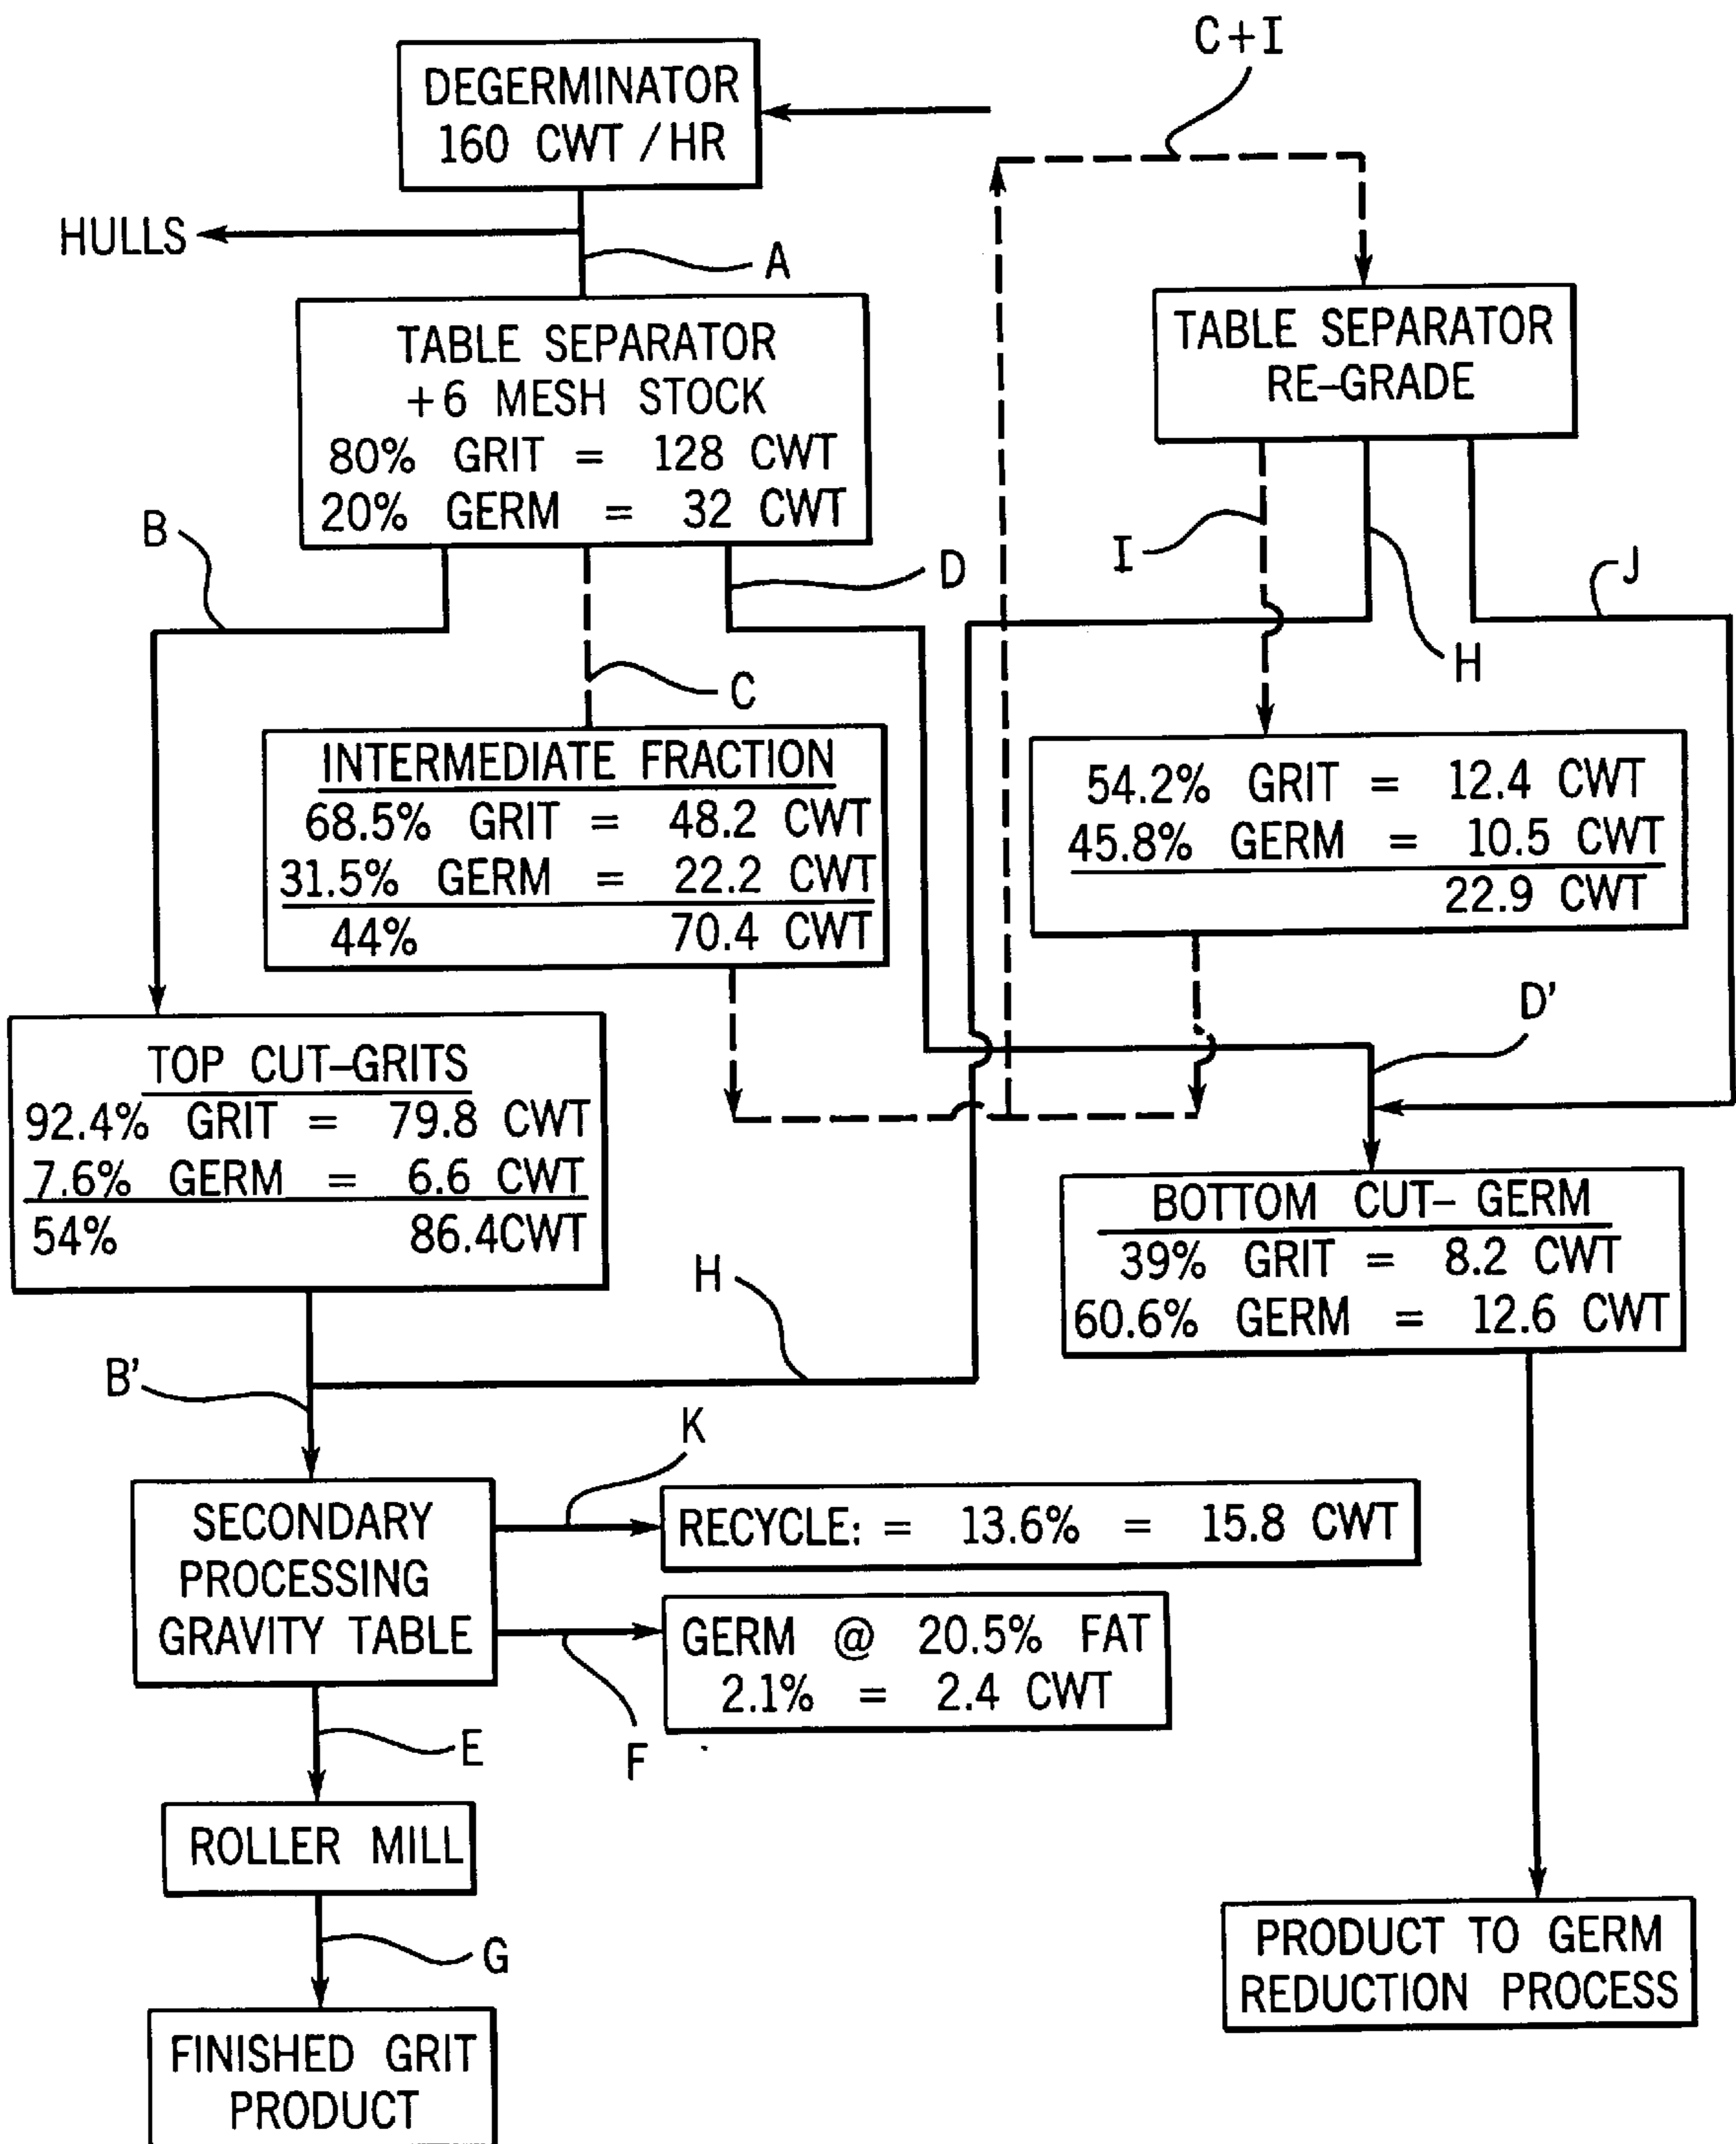 C+I
DEGERMINATOR
160 CWT /HR
HULLS
A
TABLE SEPARATOR
+6 MESH STOCK
80% GRIT = 128 CWT
20% GERM = 32 CWT
TABLE SEPARATOR
RE-GRADE
B
D
I
J
H
C
INTERMEDIATE FRACTION
68.5% GRIT = 48.2 CWT
31.5% GERM = 22.2 CWT
44% 70.4 CWT
54.2% GRIT = 12.4 CWT
45.8% GERM = 10.5 CWT
22.9 CWT
D'
TOP CUT-GRITS
92.4% GRIT = 79.8 CWT
7.6% GERM = 6.6 CWT
54% 86.4CWT
BOTTOM CUT- GERM
39% GRIT = 8.2 CWT
60.6% GERM = 12.6 CWT
H
B'
K
SECONDARY
PROCESSING
GRAVITY TABLE
RECYCLE: = 13.6% = 15.8 CWT
GERM @ 20.5% FAT
2.1% = 2.4 CWT
E
F
ROLLER MILL
G
FINISHED GRIT
PRODUCT
PRODUCT TO GERM
REDUCTION PROCESS